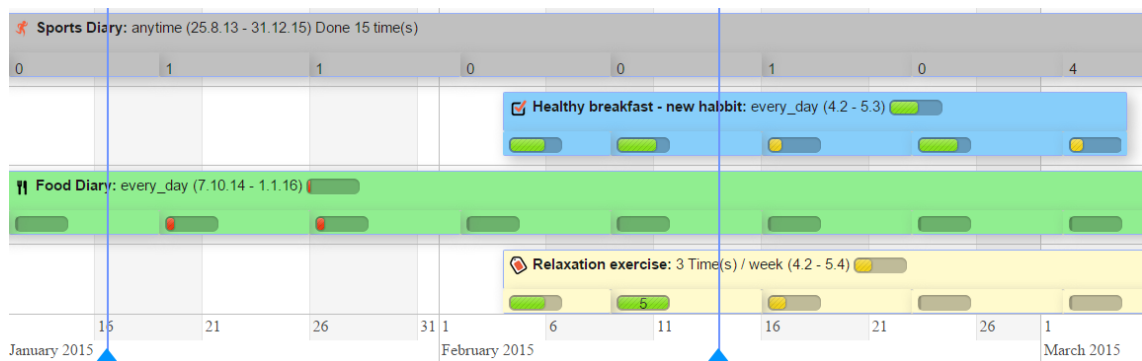 Sports Diary: anytime (25.8.13 - 31.12.15) Done 15 time(s)
0 1 1 0 0 1 0 4
Healthy breakfast - new habbit: every_day (4.2 - 5.3)
Food Diary: every_day (7.10.14 - 1.1.16)
Relaxation exercise: 3 Time(s) / week (4.2 - 5.4)
5
16 21 26 31 1 6 11 16 21 26 1
January 2015 February 2015 March 2015